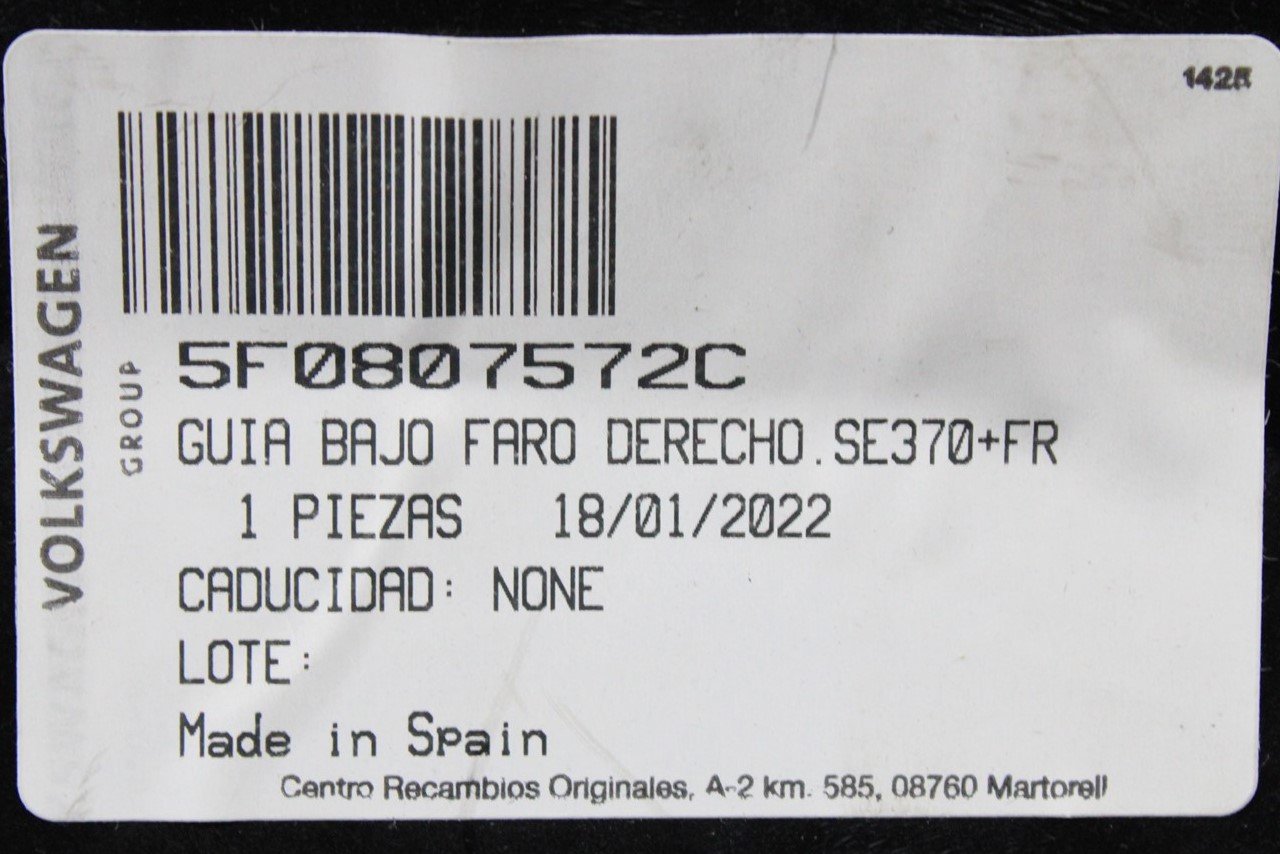 VOLKSWAGEN
GROUP
5F0807572C
GUIA BAJO FARO DERECHO.SE370+FR
1 PIEZAS 18/01/2022
CADUCIDAD: NONE
LOTE:
Made in Spain
Centro Recambios Originales, A-2 km. 585, 08760 Martorell